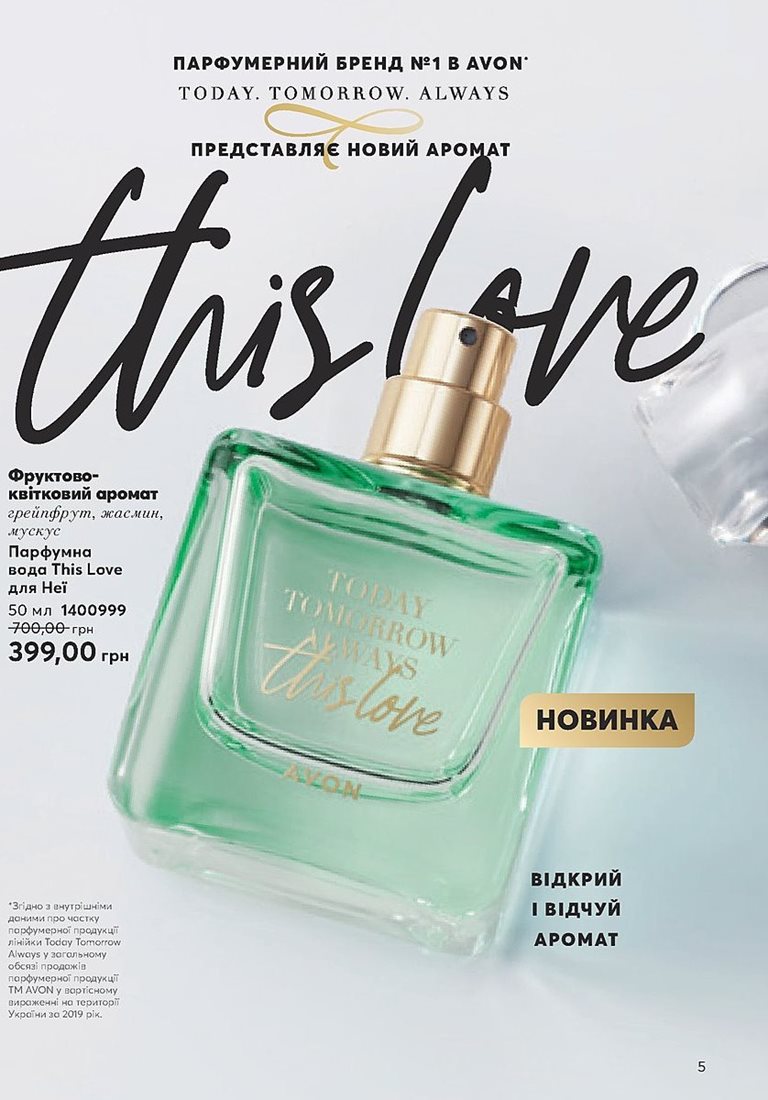 ПАРФУМЕРНИЙ БРЕНД №1 В AVON*
TODAY. TOMORROW. ALWAYS
ПРЕДСТАВЛЯЄ НОВИЙ АРОМАТ
this love
Фруктово-
квітковий аромат
грейпфрут, жасмин,
мускус
Парфумна
вода This Love
для Неї
50 мл 1400999
700,00 грн
399,00 грн
TODAY
TOMORROW
ALWAYS
this love
AVON
НОВИНКА
ВІДКРИЙ
І ВІДЧУЙ
АРОМАТ
*Згідно з внутрішніми
даними про частку
парфумерної продукції
лінійки Today Tomorrow
Always у загальному
обсязі продажів
парфумерної продукції
ТМ AVON у вартісному
вираженні на території
України за 2019 рік.
5